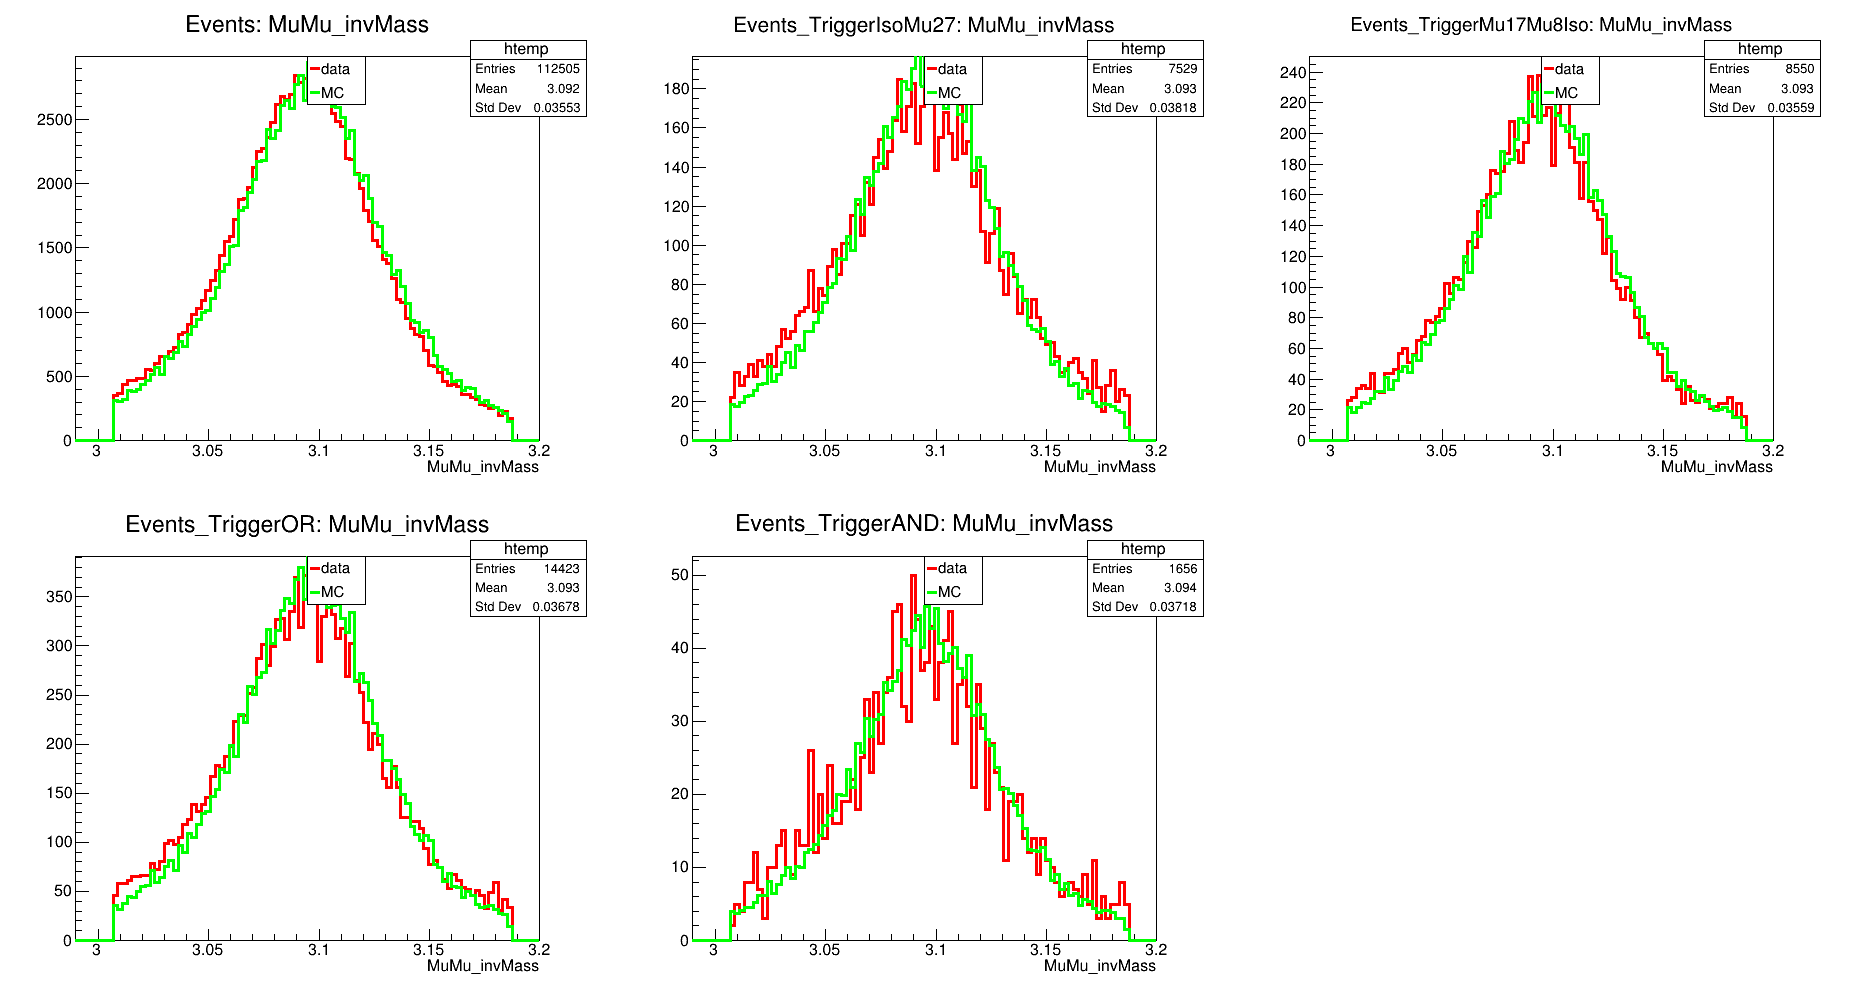 Events: MuMu_invMass
htemp
Entries 112505
Mean 3.092
Std Dev 0.03553
data
MC
2500
2000
1500
1000
500
0
3 3.05 3.1 3.15 3.2
MuMu_invMass
Events_TriggerIsoMu27: MuMu_invMass
htemp
Entries 7529
Mean 3.093
Std Dev 0.03818
data
MC
180
160
140
120
100
80
60
40
20
0
3 3.05 3.1 3.15 3.2
MuMu_invMass
Events_TriggerMu17Mu8Iso: MuMu_invMass
htemp
Entries 8550
Mean 3.093
Std Dev 0.03559
data
MC
240
220
200
180
160
140
120
100
80
60
40
20
0
3 3.05 3.1 3.15 3.2
MuMu_invMass
Events_TriggerOR: MuMu_invMass
htemp
Entries 14423
Mean 3.093
Std Dev 0.03678
data
MC
350
300
250
200
150
100
50
0
3 3.05 3.1 3.15 3.2
MuMu_invMass
Events_TriggerAND: MuMu_invMass
htemp
Entries 1656
Mean 3.094
Std Dev 0.03718
data
MC
50
40
30
20
10
0
3 3.05 3.1 3.15 3.2
MuMu_invMass